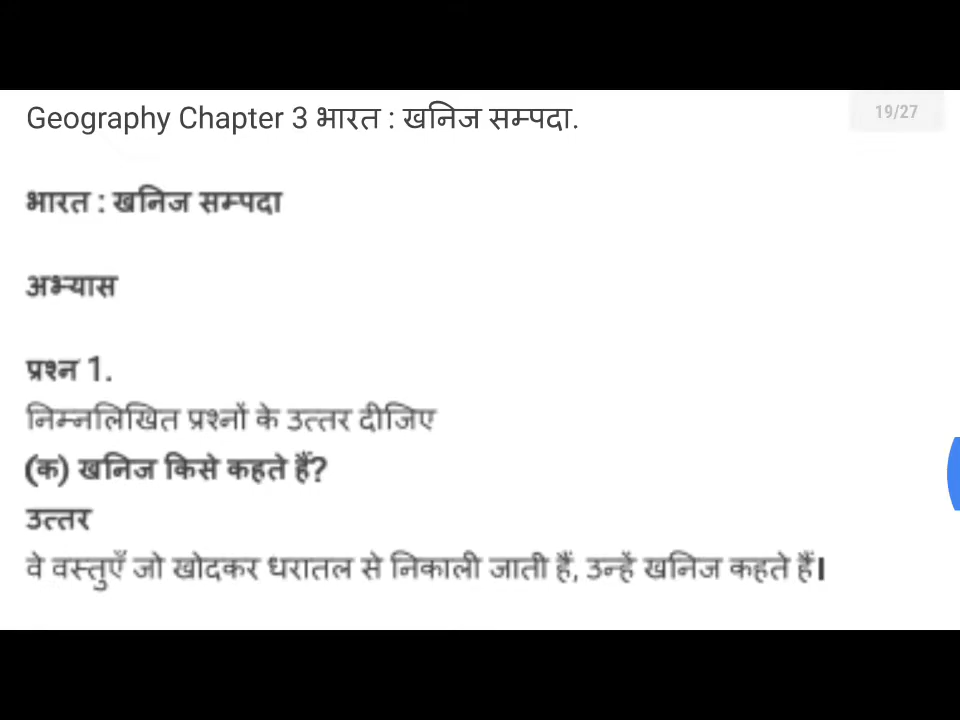 Geography Chapter 3 भारत : खनिज सम्पदा.
19/27
भारत : खनिज सम्पदा
अभ्यास
प्रश्न 1.
निम्नलिखित प्रश्नों के उत्तर दीजिए
(क) खनिज किसे कहते हैं?
उत्तर
वे वस्तुएँ जो खोदकर धरातल से निकाली जाती हैं, उन्हें खनिज कहते हैं।